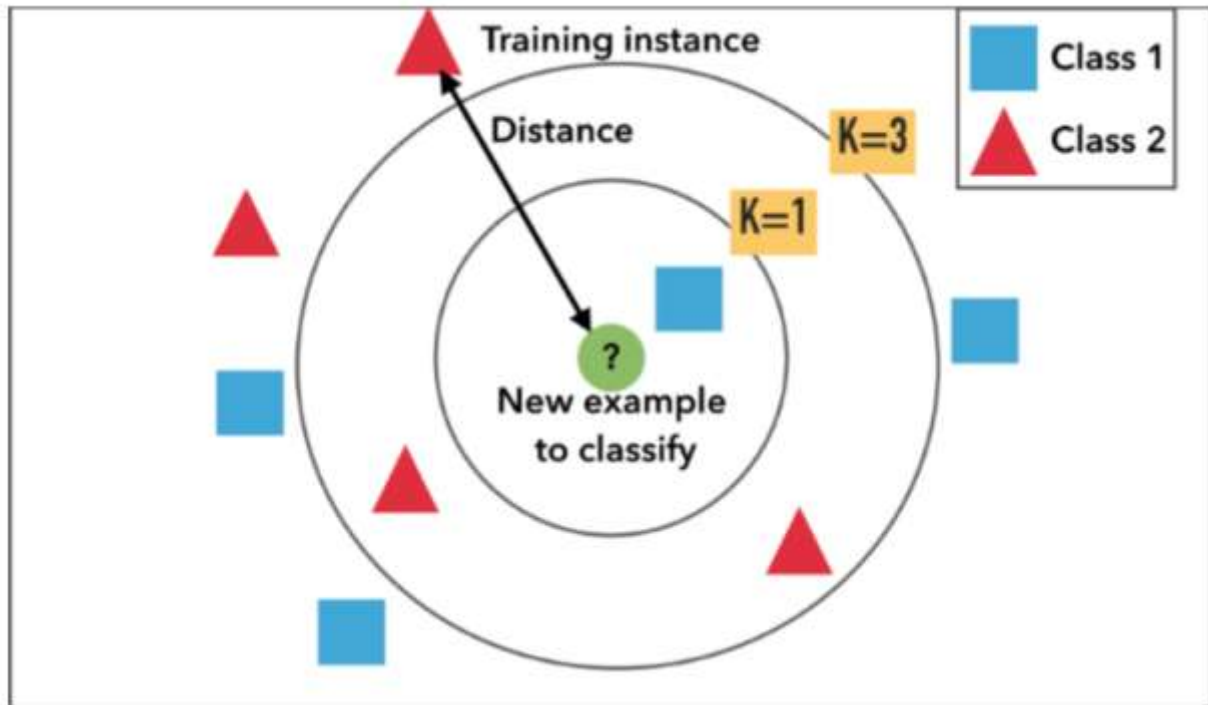 Training instance
Class 1
Distance
K=3
Class 2
K=1
?
New example
to classify